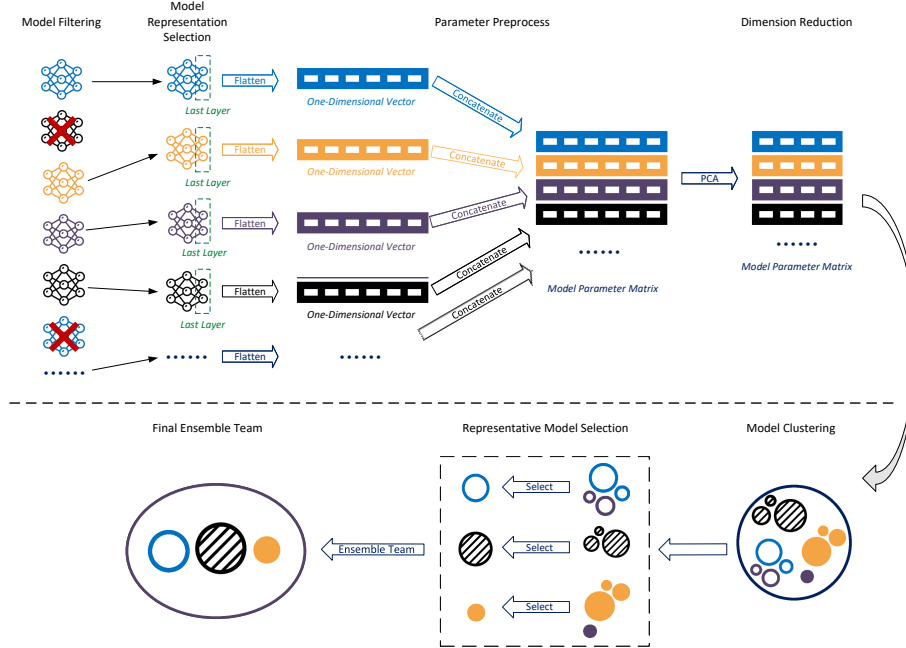 Model Filtering
Model
Representation
Selection
Parameter Preprocess
Dimension Reduction
Flatten
One-Dimensional Vector
Last Layer
Concatenate
Flatten
One-Dimensional Vector
Last Layer
Concatenate
PCA
Flatten
One-Dimensional Vector
Last Layer
Concatenate
Flatten
One-Dimensional Vector
Last Layer
Concatenate
Model Parameter Matrix
Model Parameter Matrix
Flatten
Concatenate
Final Ensemble Team
Representative Model Selection
Model Clustering
Select
Select
Ensemble Team
Select